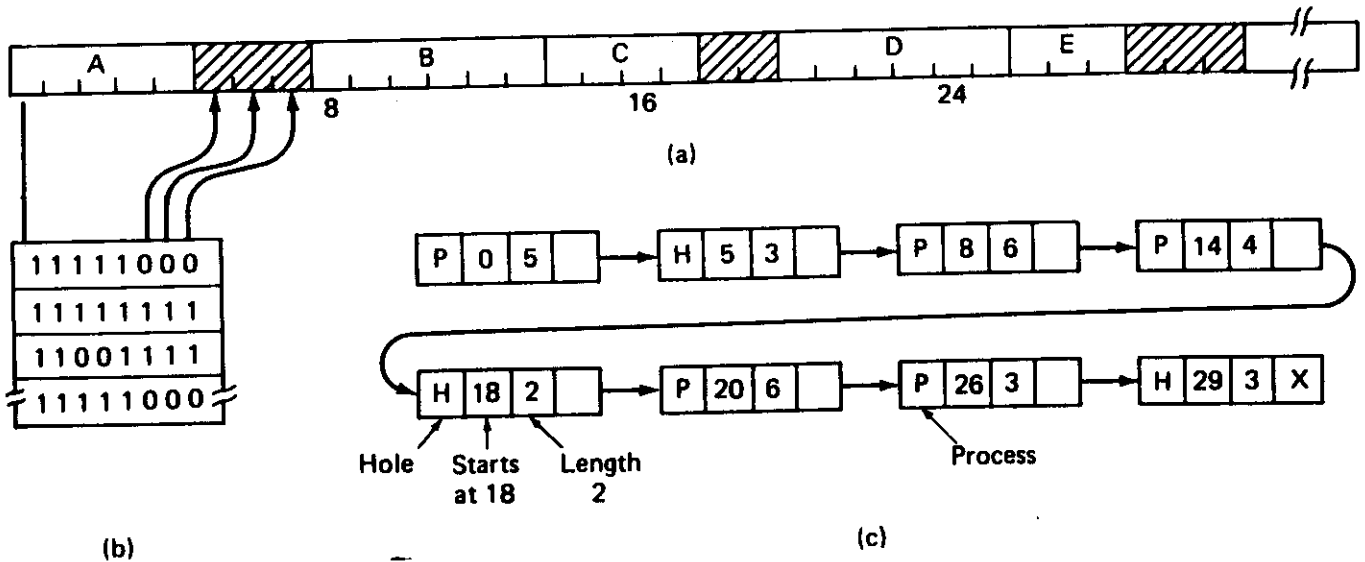 A B C D E
8 16 24
(a)
11111000
11111111
11001111
11111000
(b)
P 0 5 H 5 3 P 8 6 P 14 4
H 18 2 P 20 6 P 26 3 H 29 3 X
Hole Starts at 18 Length 2 Process
(c)